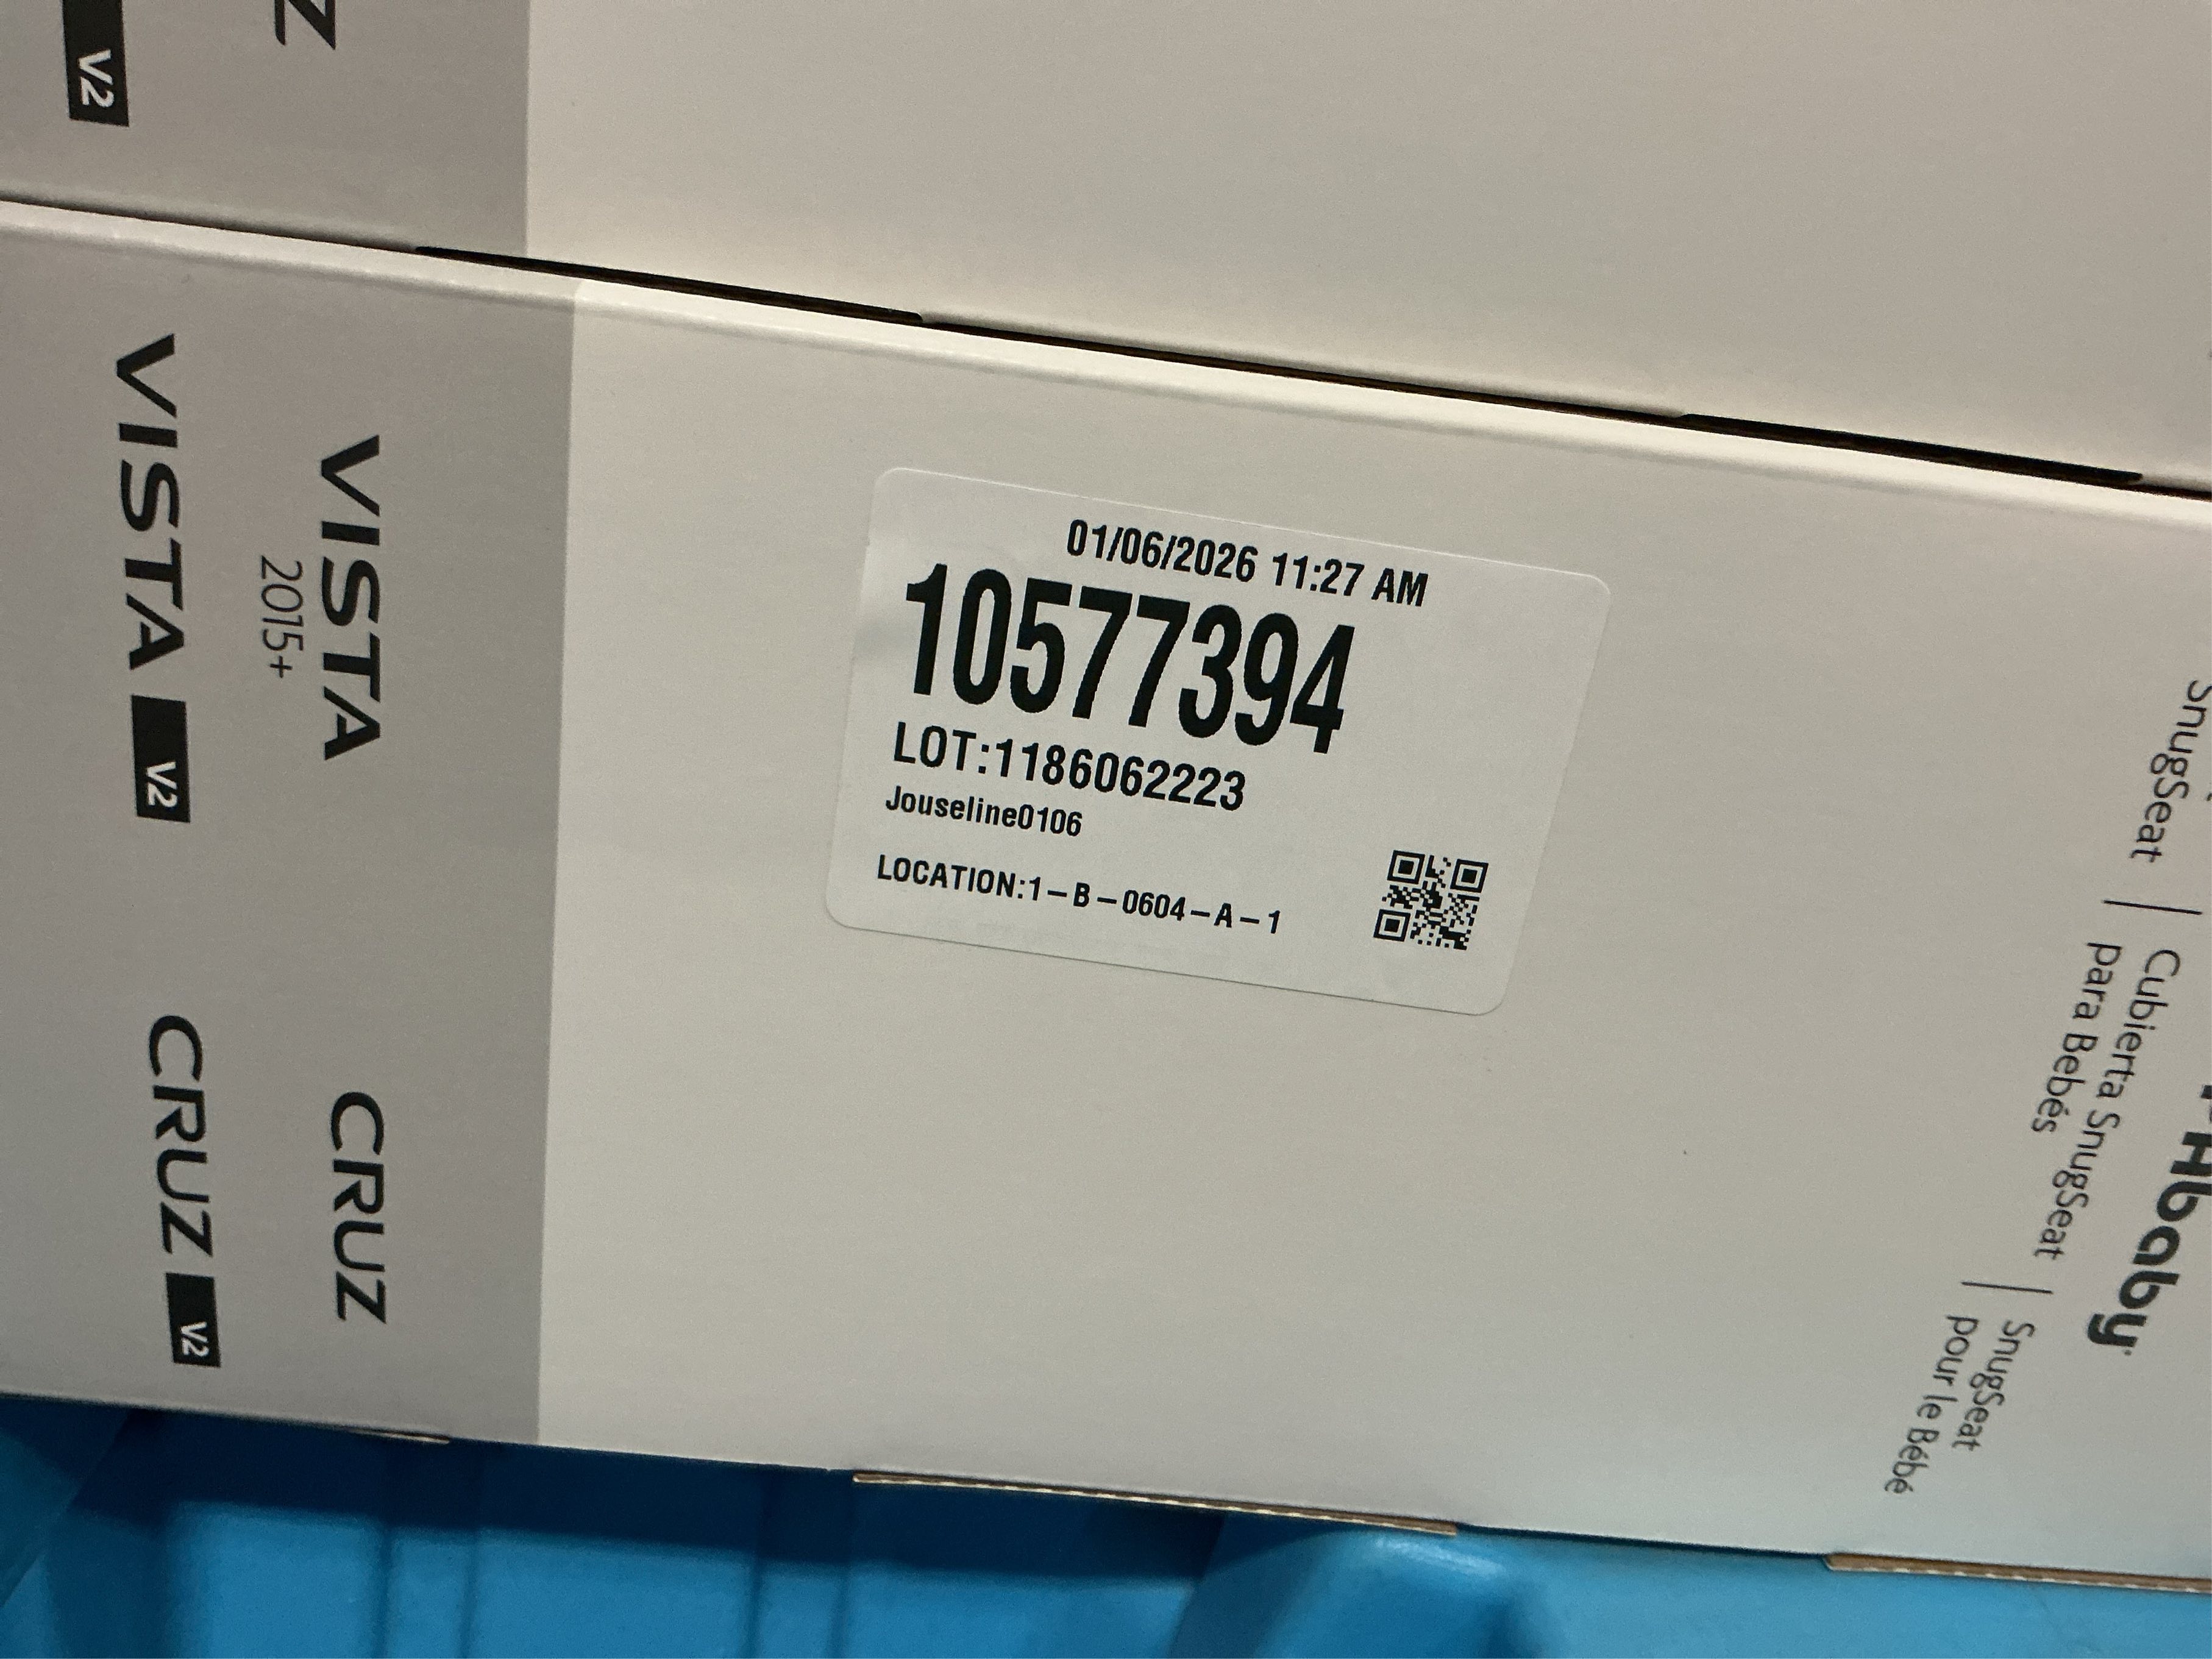 V2
Z
VISTA V2
VISTA
2015+
CRUZ V2
CRUZ
01/06/2026 11:27 AM
10577394
LOT:1186062223
Jouseline0106
LOCATION:1-B-0604-A-1
SnugSeat | Cubierta SnugSeat | SnugSeat
para Bebés | pour le Bébé